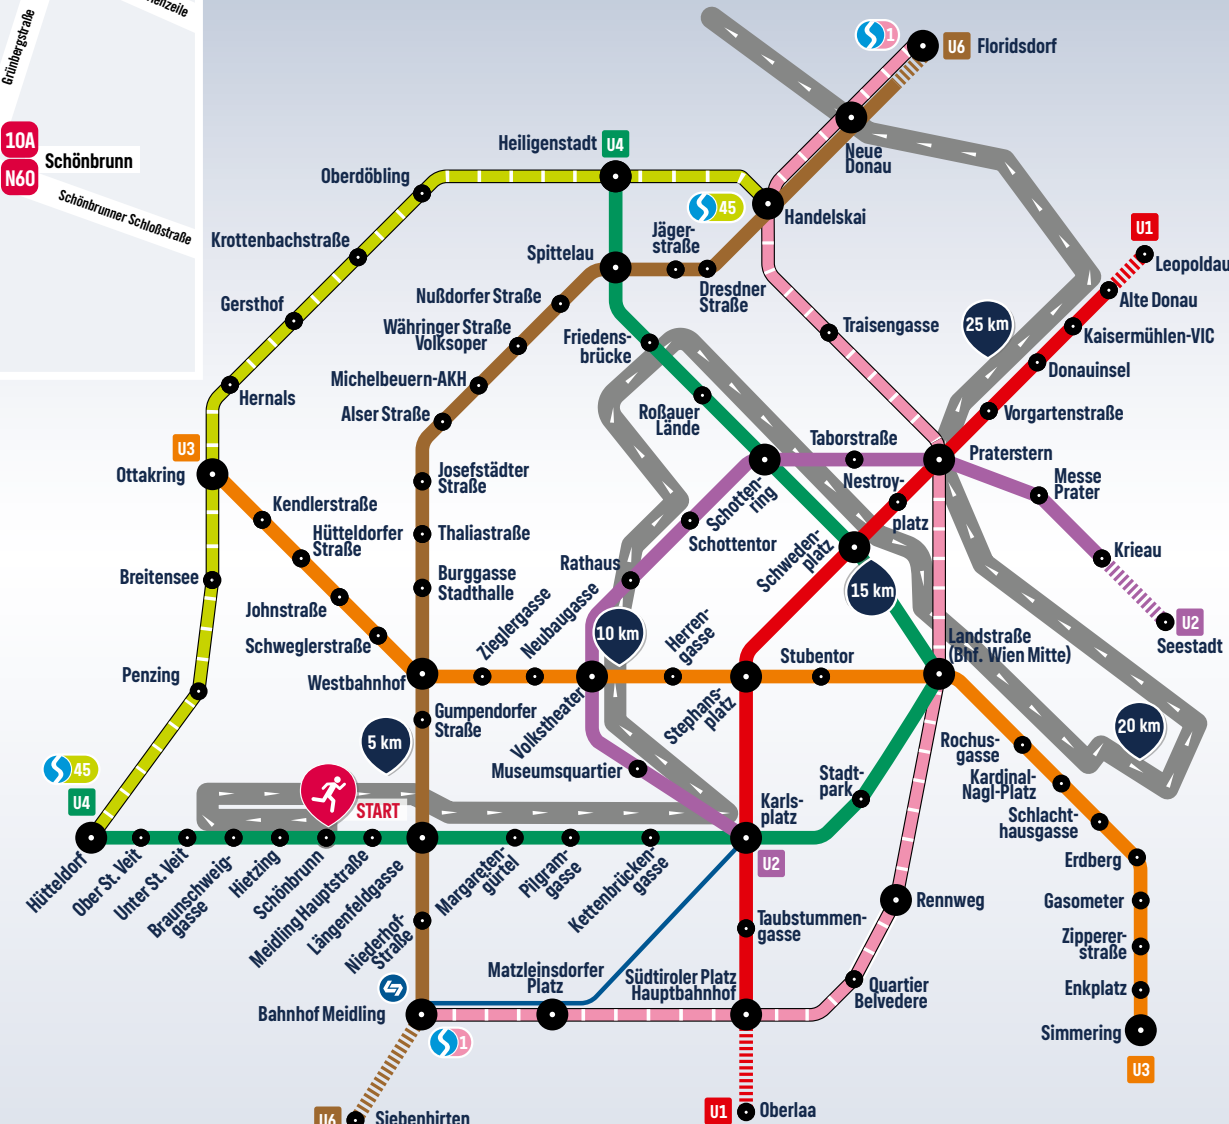 Grünbergstraße
enzeile
10A
N60
Schönbrunn
Schönbrunner Schloßstraße
1
U6
Floridsdorf
Neue
Donau
Heiligenstadt
U4
Oberdöbling
45
Handelskai
Krottenbachstraße
Spittelau
Jäger-
straße
Dresdner
Straße
U1
Leopoldau
Alte Donau
Gersthof
Nußdorfer Straße
Währinger Straße
Volksoper
Friedens-
brücke
Traisengasse
25 km
Kaisermühlen-VIC
Donauinsel
Michelbeuern-AKH
Hernals
Alser Straße
Roßauer
Lände
Vorgartenstraße
U3
Ottakring
Josefstädter
Straße
Taborstraße
Praterstern
Nestroy-
platz
Messe
Prater
Kendlerstraße
Hütteldorfer
Straße
Thaliastraße
Schotten-
ring
Schottentor
Schweden-
platz
Krieau
Breitensee
Johnstraße
Burggasse
Stadthalle
Rathaus
15 km
U2
Seestadt
Schweglerstraße
Zieglergasse
Neubaugasse
10 km
Herren-
gasse
Stubentor
Landstraße
(Bhf. Wien Mitte)
Penzing
Westbahnhof
Volkstheater
Stephans-
platz
Gumpendorfer
Straße
5 km
20 km
Rochus-
gasse
Kardinal-
Nagl-Platz
45
U4
Museumsquartier
Stadt-
park
START
Karls-
platz
Schlacht-
hausgasse
Erdberg
U2
Hütteldorf
Ober St. Veit
Unter St. Veit
Braunschweig-
gasse
Hietzing
Schönbrunn
Meidling Hauptstraße
Längenfeldgasse
Margareten-
gürtel
Pilgram-
gasse
Kettenbrücken-
gasse
Rennweg
Gasometer
Niederhof-
Straße
Taubstummen-
gasse
Zipperer-
straße
Matzleinsdorfer
Platz
Südtiroler Platz
Hauptbahnhof
Quartier
Belvedere
Enkplatz
Bahnhof Meidling
1
Simmering
U3
U6
Siebenhirten
U1
Oberlaa